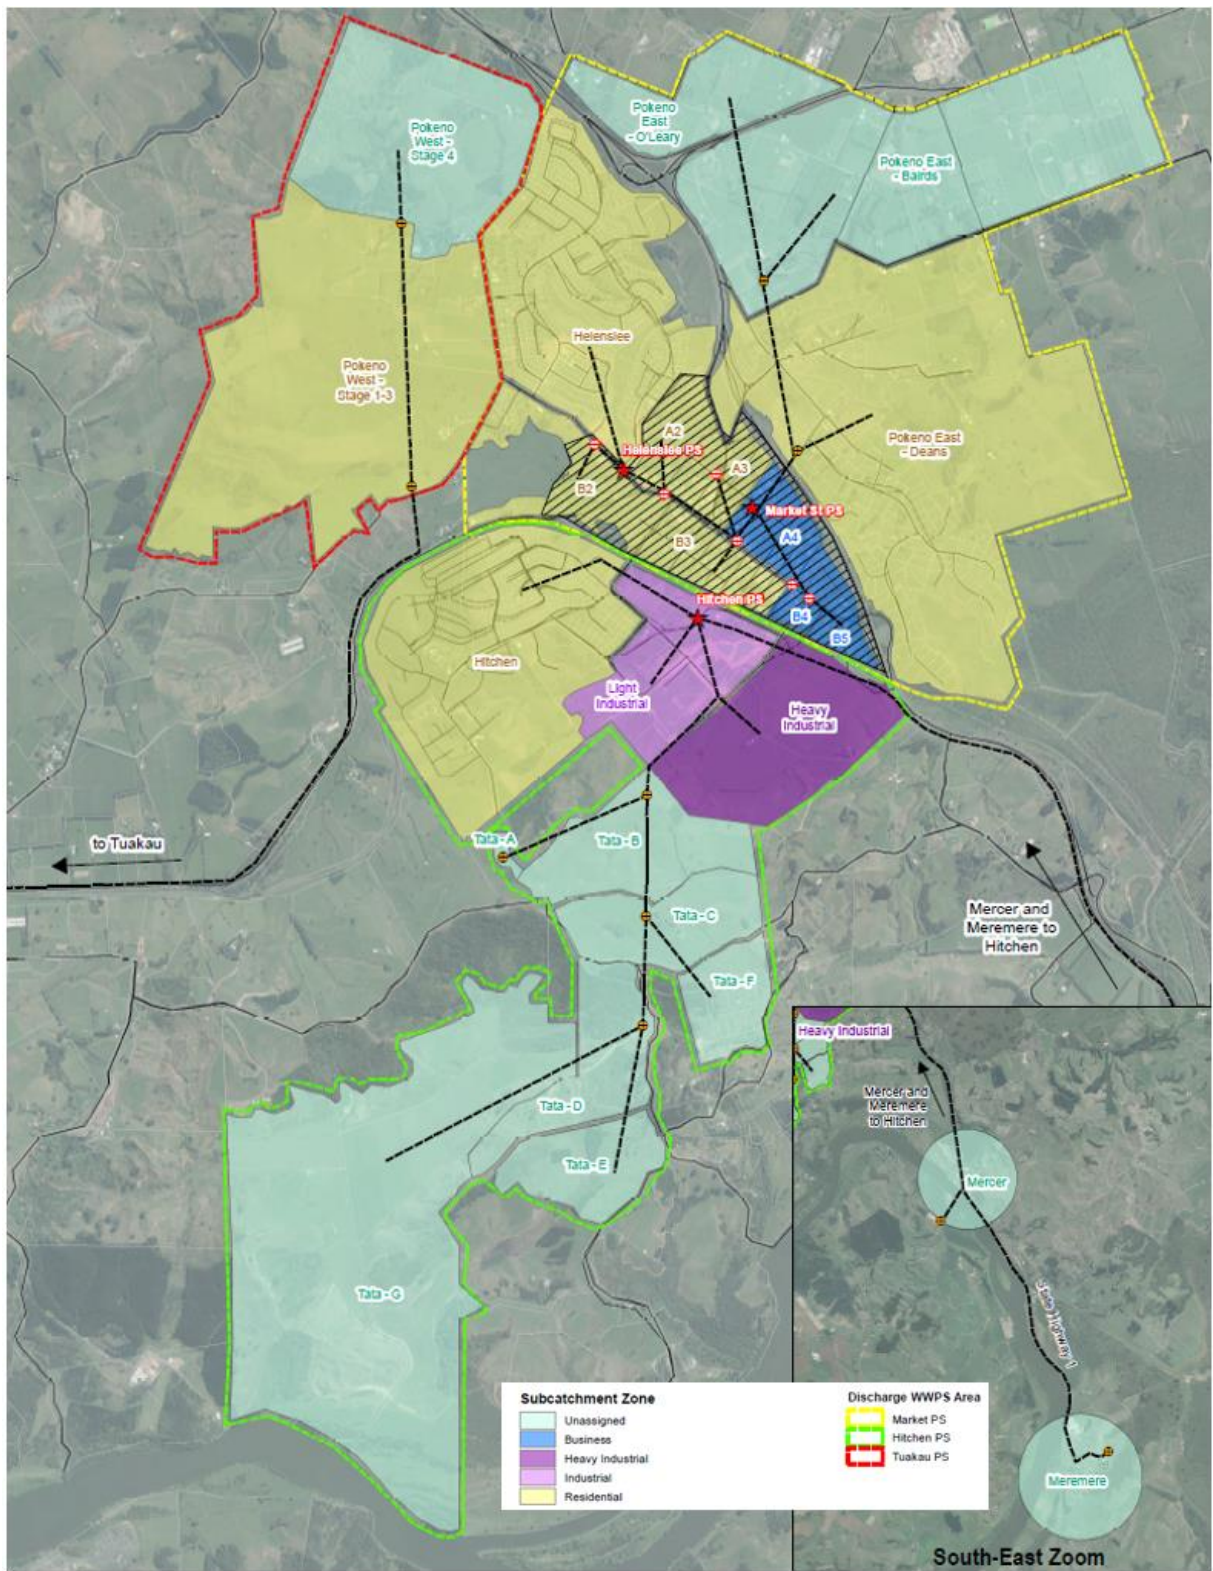 Pokeno
West -
Stage 4
Pokeno
East
- O'Leary
Pokeno East
- Bairds
Helenslee
Pokeno
West -
Stage 1-3
A2
Helenslee PS
A3
B2
Pokeno East
- Deans
Market St PS
A4
B3
Hitchen PS
B4
B5
Hitchen
Light
Industrial
Heavy
Industrial
to Tuakau
Tata - A
Tata - B
Tata - C
Mercer and
Meremere to
Hitchen
Tata - F
Tata - D
Tata - E
Tata - G
Heavy Industrial
Mercer and
Meremere
to Hitchen
Mercer
State Highway 1
Meremere
South-East Zoom
Subcatchment Zone
Unassigned
Business
Heavy Industrial
Industrial
Residential
Discharge WWPS Area
Market PS
Hitchen PS
Tuakau PS